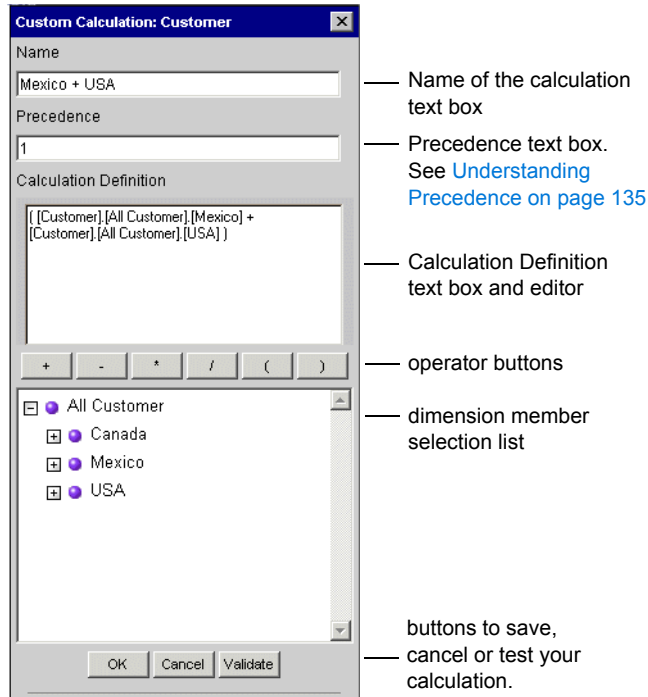 Custom Calculation: Customer
Name
Mexico + USA
Name of the calculation
text box
Precedence
1
Precedence text box.
See Understanding
Precedence on page 135
Calculation Definition
( [Customer].[All Customer].[Mexico] +
[Customer].[All Customer].[USA] )
Calculation Definition
text box and editor
+ - * / ( )
operator buttons
All Customer
Canada
Mexico
USA
dimension member
selection list
OK Cancel Validate
buttons to save,
cancel or test your
calculation.